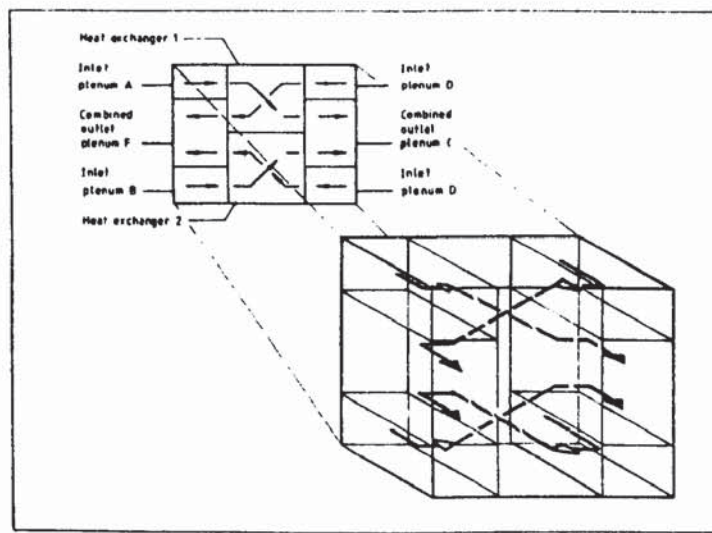 Heat exchanger 1
Inlet
plenum A
Inlet
plenum D
Combined
outlet
plenum F
Combined
outlet
plenum C
Inlet
plenum B
Inlet
plenum D
Heat exchanger 2